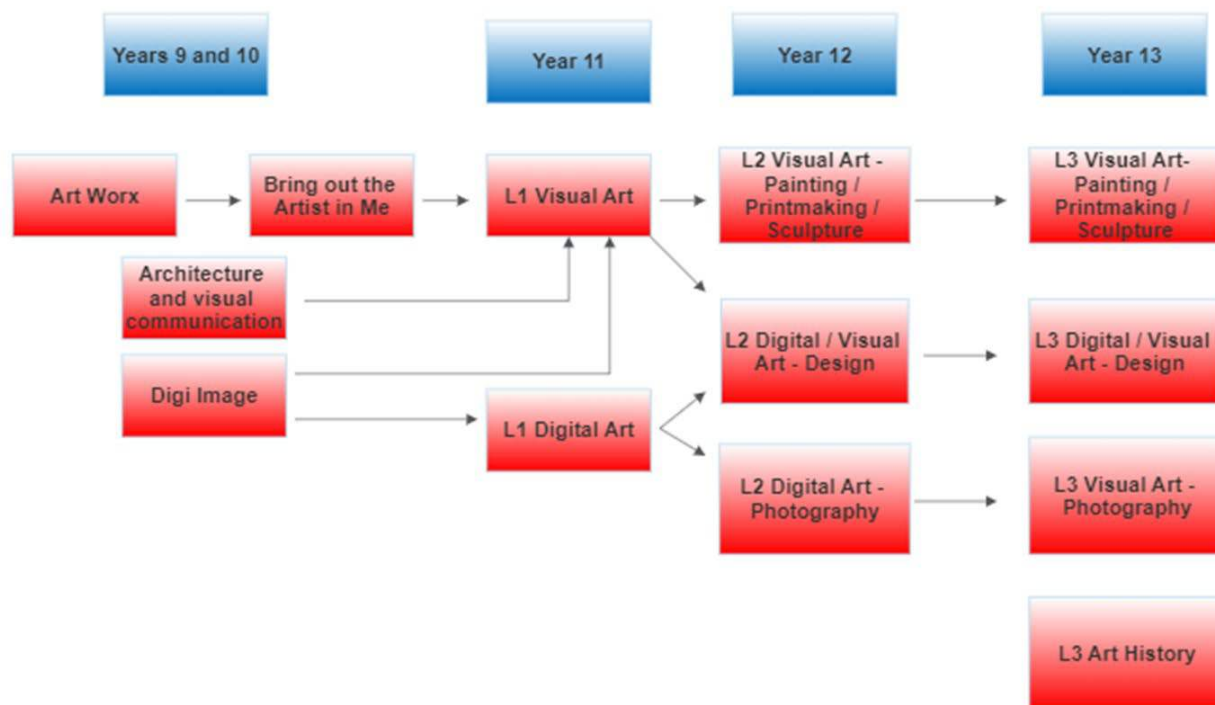 Years 9 and 10
Year 11
Year 12
Year 13
Art Worx
Bring out the
Artist in Me
L1 Visual Art
L2 Visual Art -
Painting /
Printmaking /
Sculpture
L3 Visual Art-
Painting /
Printmaking /
Sculpture
Architecture
and visual
communication
Digi Image
L1 Digital Art
L2 Digital / Visual
Art - Design
L3 Digital / Visual
Art - Design
L2 Digital Art -
Photography
L3 Visual Art -
Photography
L3 Art History